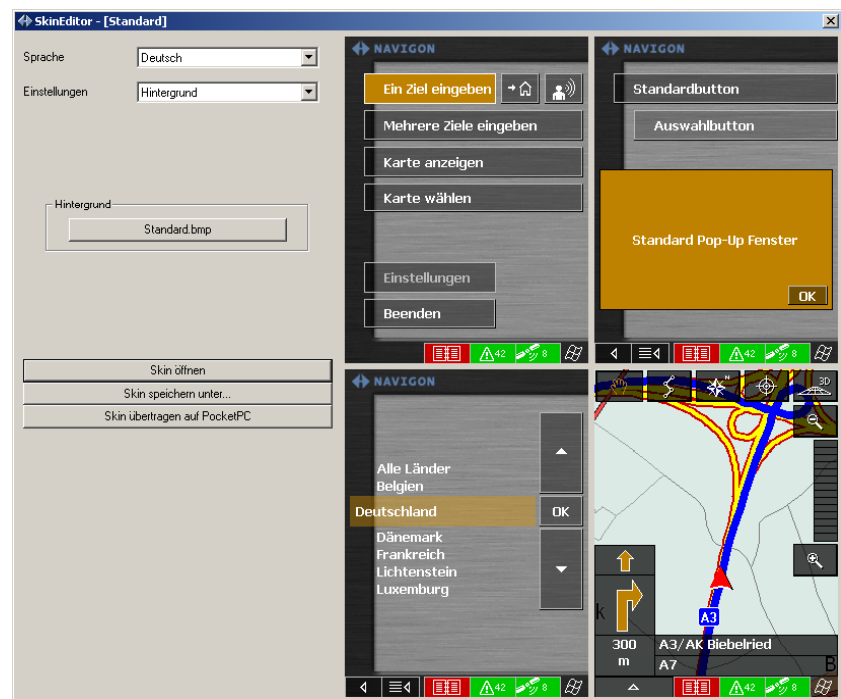 SkinEditor - [Standard]
Sprache
Deutsch
Einstellungen
Hintergrund
Hintergrund
Standard.bmp
Skin öffnen
Skin speichern unter...
Skin übertragen auf PocketPC
NAVIGON
Ein Ziel eingeben
Mehrere Ziele eingeben
Karte anzeigen
Karte wählen
Einstellungen
Beenden
42 8
NAVIGON
Standardbutton
Auswahlbutton
Standard Pop-Up Fenster
OK
42 8
NAVIGON
Alle Länder
Belgien
Deutschland OK
Dänemark
Frankreich
Lichtenstein
Luxemburg
42 8
N 3D
k
A3
300 m
A3/AK Biebelried
A7
B
42 8